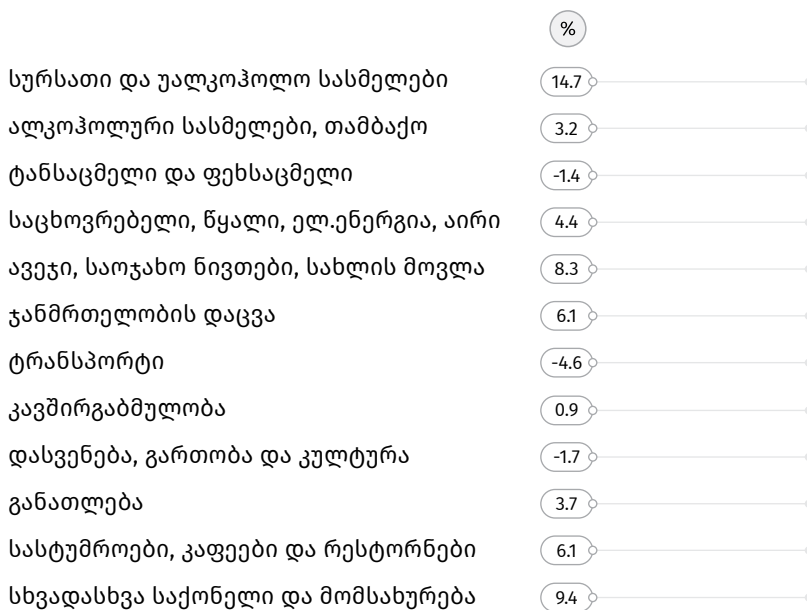 %
სურსათი და უალკოჰოლო სასმელები 14.7
ალკოჰოლური სასმელები, თამბაქო 3.2
ტანსაცმელი და ფეხსაცმელი -1.4
საცხოვრებელი, წყალი, ელ.ენერგია, აირი 4.4
ავეჯი, საოჯახო ნივთები, სახლის მოვლა 8.3
ჯანმრთელობის დაცვა 6.1
ტრანსპორტი -4.6
კავშირგაბმულობა 0.9
დასვენება, გართობა და კულტურა -1.7
განათლება 3.7
სასტუმროები, კაფეები და რესტორნები 6.1
სხვადასხვა საქონელი და მომსახურება 9.4